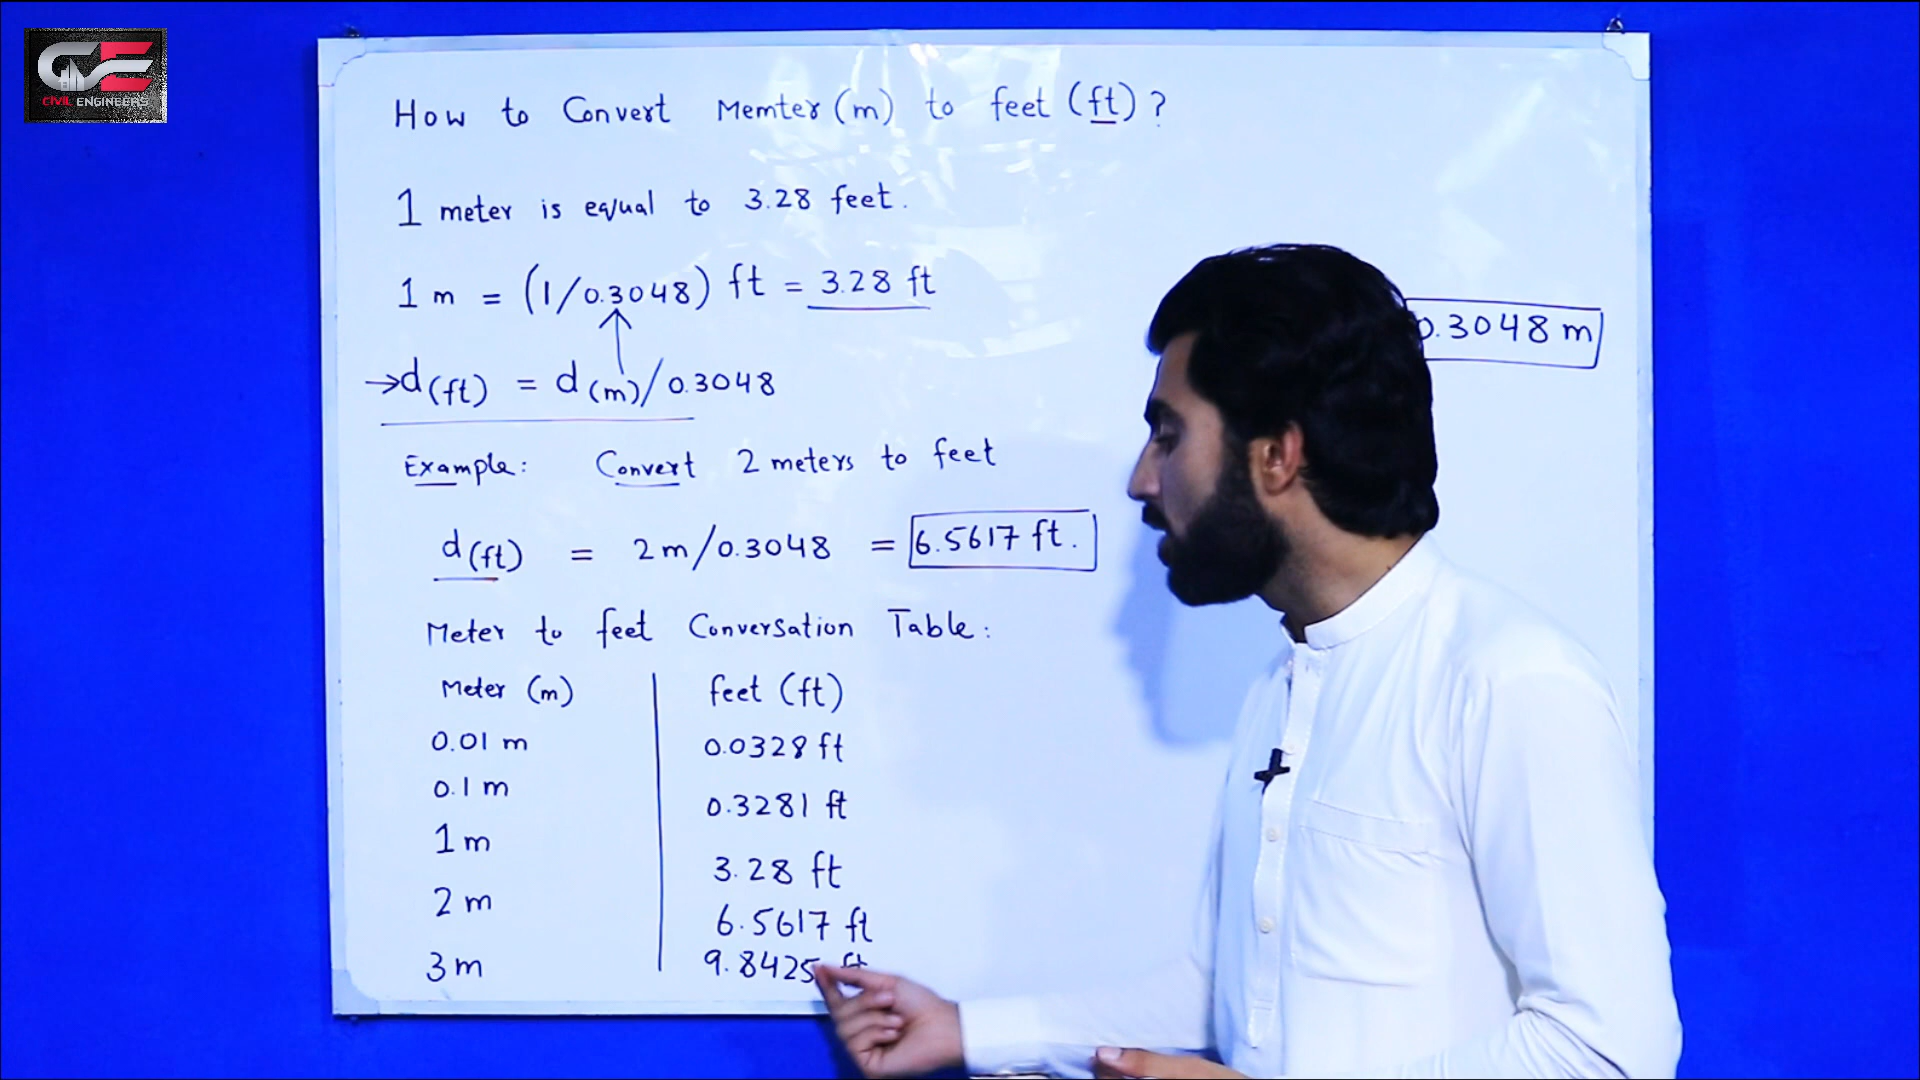 CIVIL ENGINEERS
How to Convert Memter (m) to feet (ft)?
1 meter is equal to 3.28 feet.
1 m = (1/0.3048) ft = 3.28 ft
0.3048 m
→d(ft) = d(m)/0.3048
Example: Convert 2 meters to feet
d(ft) = 2m/0.3048 = 6.5617 ft.
Meter to feet Conversation Table:
Meter (m) feet (ft)
0.01 m 0.0328 ft
0.1 m 0.3281 ft
1 m 3.28 ft
2 m 6.5617 ft
3 m 9.8425 ft